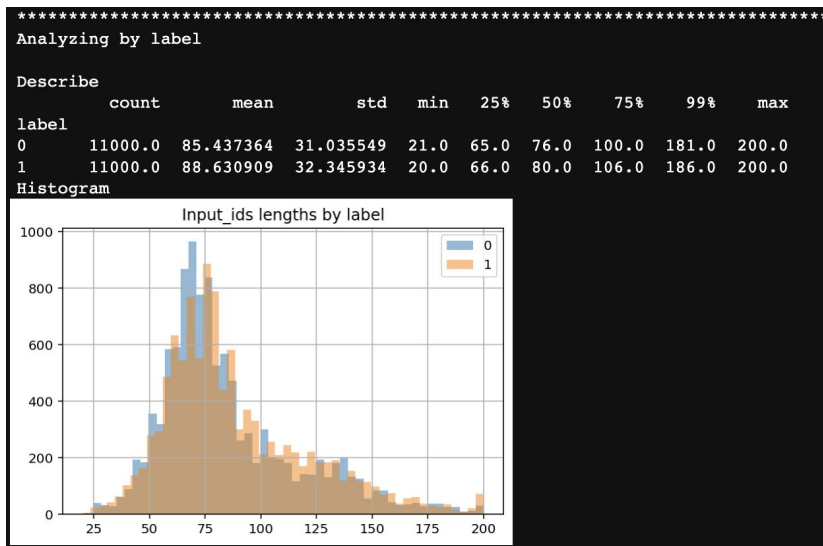 ********************************************************************************
Analyzing by label
Describe
count mean std min 25% 50% 75% 99% max
label
0 11000.0 85.437364 31.035549 21.0 65.0 76.0 100.0 181.0 200.0
1 11000.0 88.630909 32.345934 20.0 66.0 80.0 106.0 186.0 200.0
Histogram
Input_ids lengths by label
1000
0
1
800
600
400
200
0
25 50 75 100 125 150 175 200